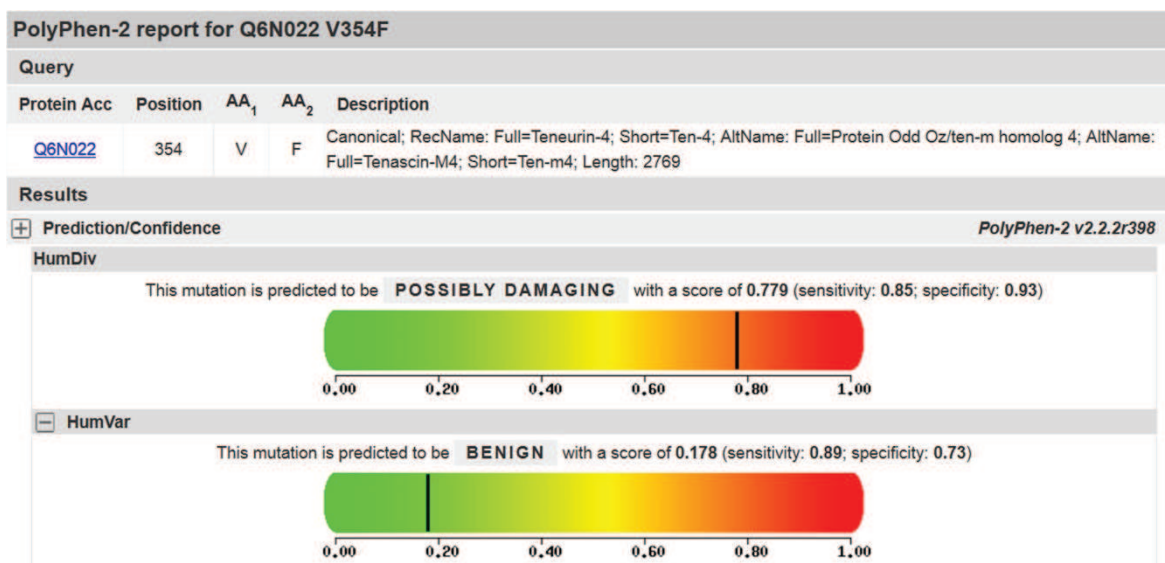 PolyPhen-2 report for Q6N022 V354F
Query
Protein Acc Position AA1 AA2 Description
Q6N022 354 V F Canonical; RecName: Full=Teneurin-4; Short=Ten-4; AltName: Full=Protein Odd Oz/ten-m homolog 4; AltName:
Full=Tenascin-M4; Short=Ten-m4; Length: 2769
Results
+ Prediction/Confidence PolyPhen-2 v2.2.2r398
HumDiv
This mutation is predicted to be POSSIBLY DAMAGING with a score of 0.779 (sensitivity: 0.85; specificity: 0.93)
0.00 0.20 0.40 0.60 0.80 1.00
- HumVar
This mutation is predicted to be BENIGN with a score of 0.178 (sensitivity: 0.89; specificity: 0.73)
0.00 0.20 0.40 0.60 0.80 1.00